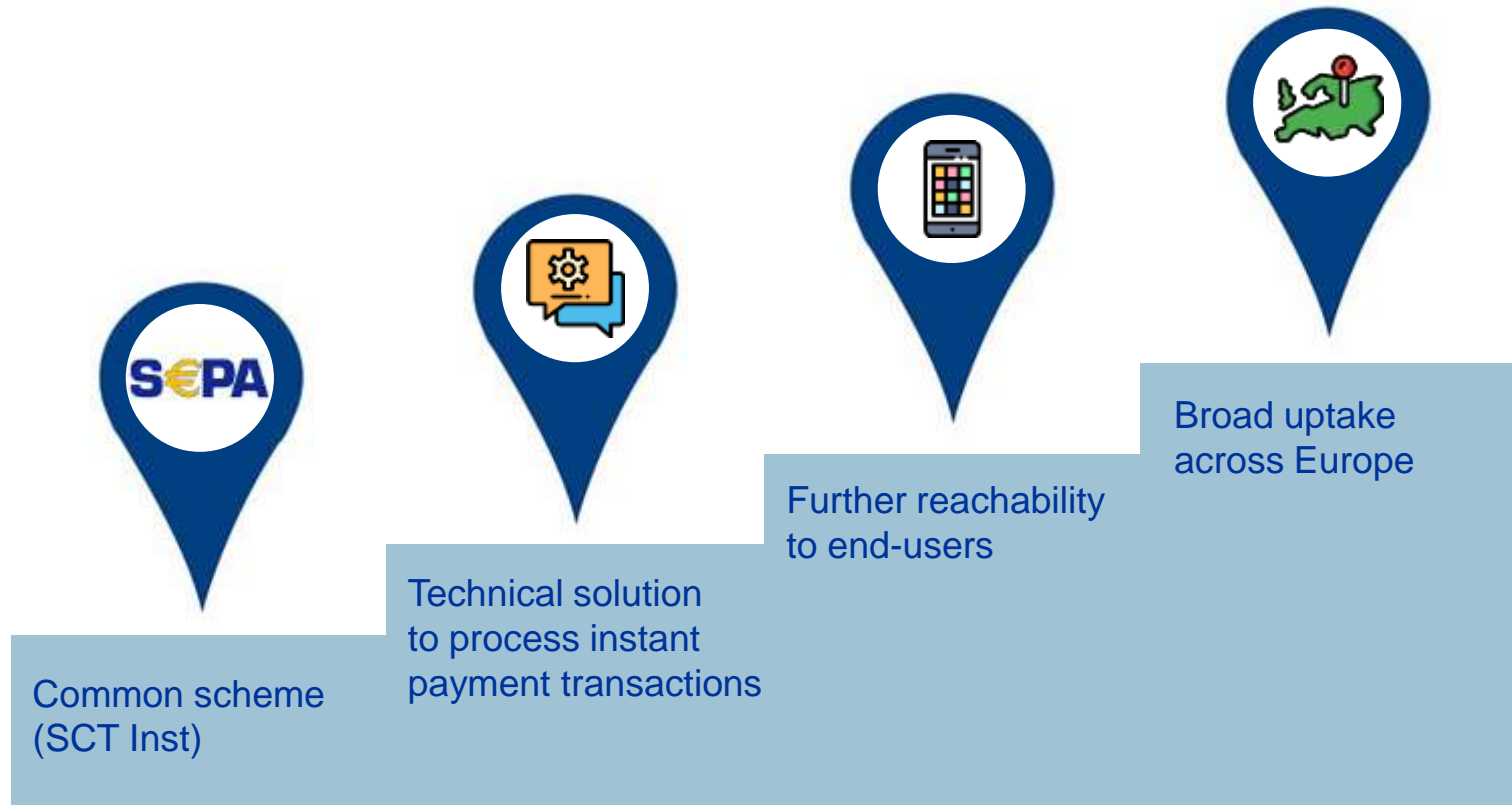 S€PA
Common scheme
(SCT Inst)
Technical solution
to process instant
payment transactions
Further reachability
to end-users
Broad uptake
across Europe